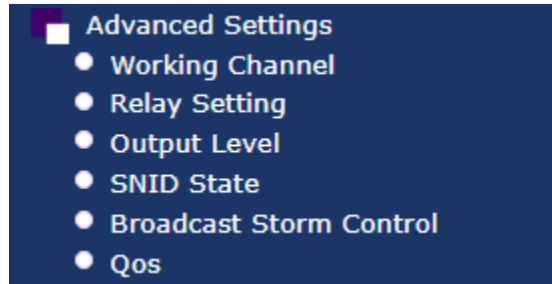 Advanced Settings
Working Channel
Relay Setting
Output Level
SNID State
Broadcast Storm Control
Qos